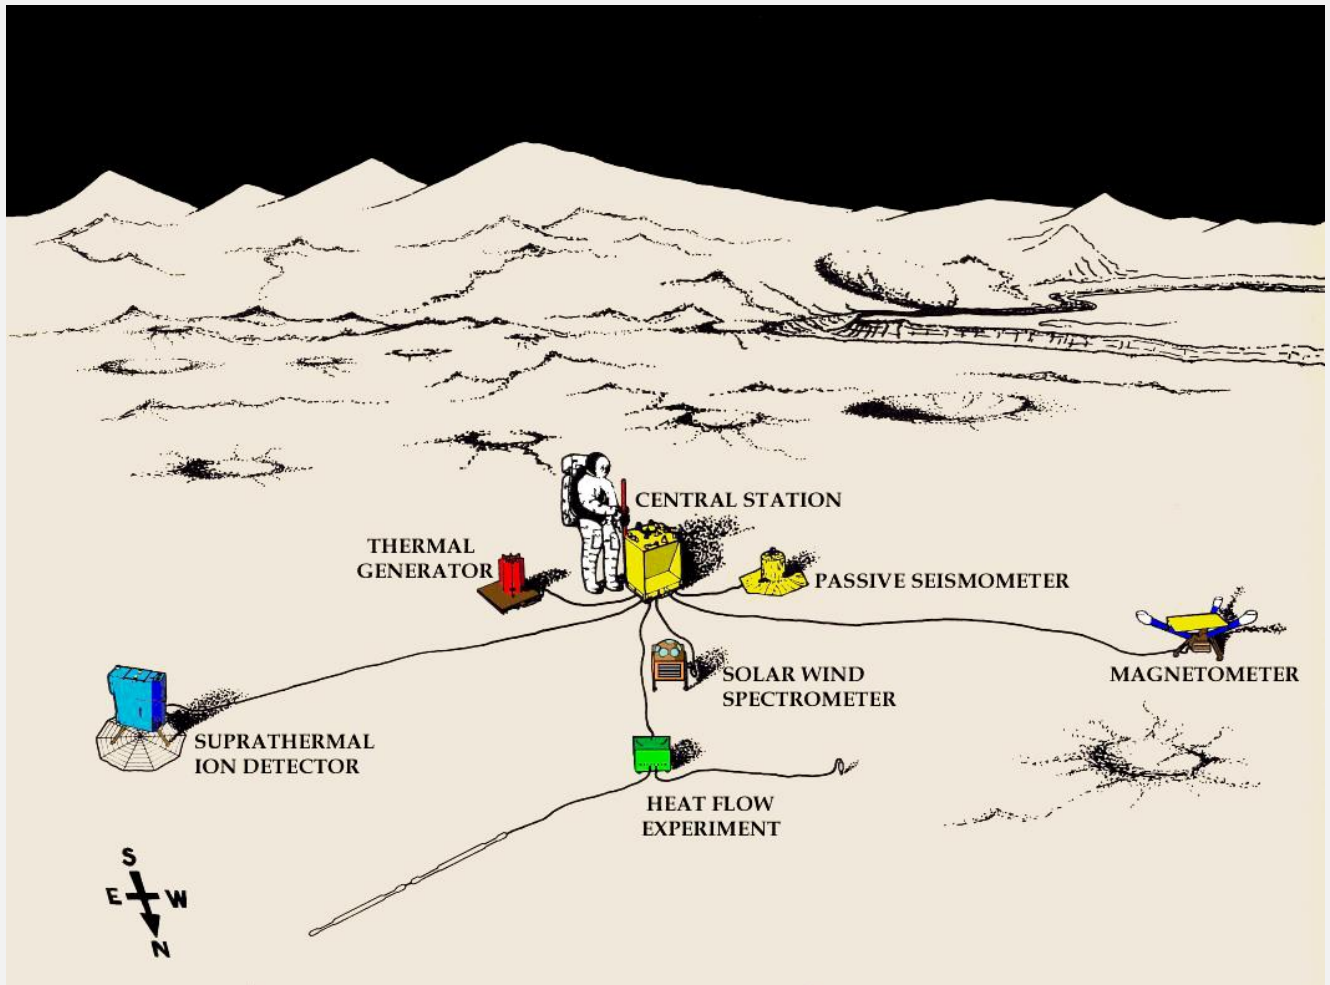 CENTRAL STATION
THERMAL
GENERATOR
PASSIVE SEISMOMETER
MAGNETOMETER
SOLAR WIND
SPECTROMETER
SUPRATHERMAL
ION DETECTOR
HEAT FLOW
EXPERIMENT
S
E W
N